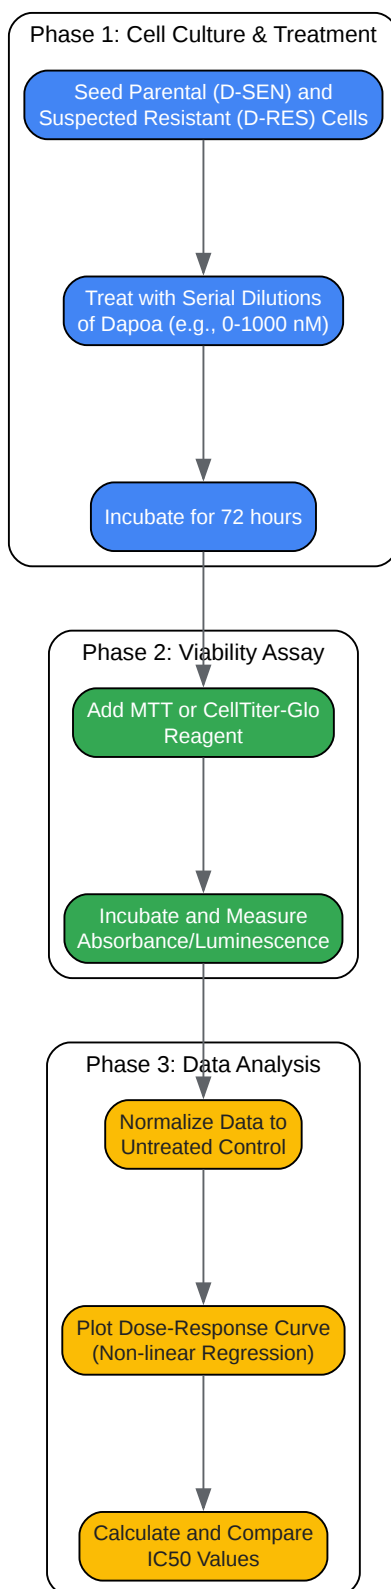 Phase 1: Cell Culture & Treatment
Seed Parental (D-SEN) and
Suspected Resistant (D-RES) Cells
Treat with Serial Dilutions
of Dapoa (e.g., 0-1000 nM)
Incubate for 72 hours
Phase 2: Viability Assay
Add MTT or CellTiter-Glo
Reagent
Incubate and Measure
Absorbance/Luminescence
Phase 3: Data Analysis
Normalize Data to
Untreated Control
Plot Dose-Response Curve
(Non-linear Regression)
Calculate and Compare
IC50 Values